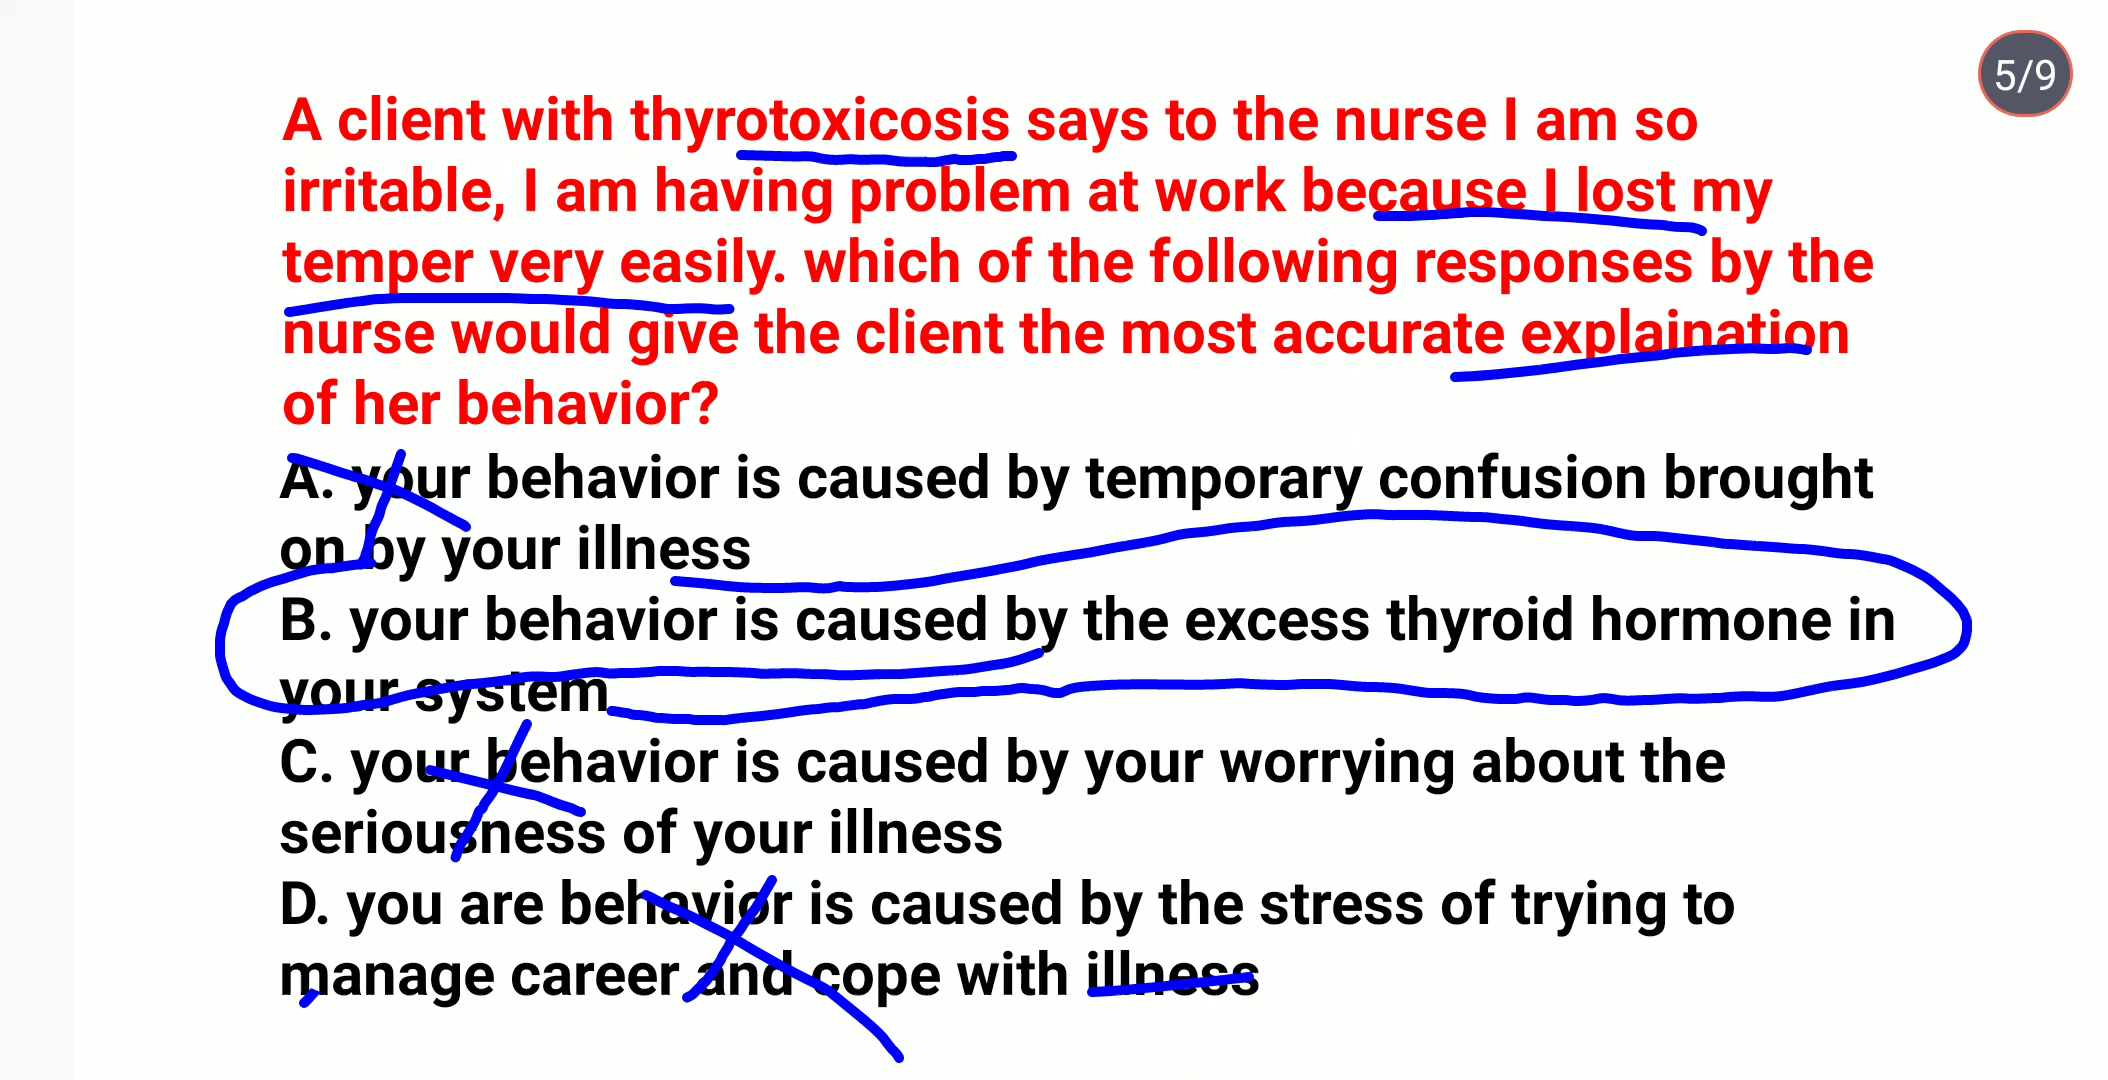 5/9
A client with thyrotoxicosis says to the nurse I am so
irritable, I am having problem at work because I lost my
temper very easily. which of the following responses by the
nurse would give the client the most accurate explaination
of her behavior?
A. your behavior is caused by temporary confusion brought
on by your illness
B. your behavior is caused by the excess thyroid hormone in
your system
C. your behavior is caused by your worrying about the
seriousness of your illness
D. you are behavior is caused by the stress of trying to
manage career and cope with illness